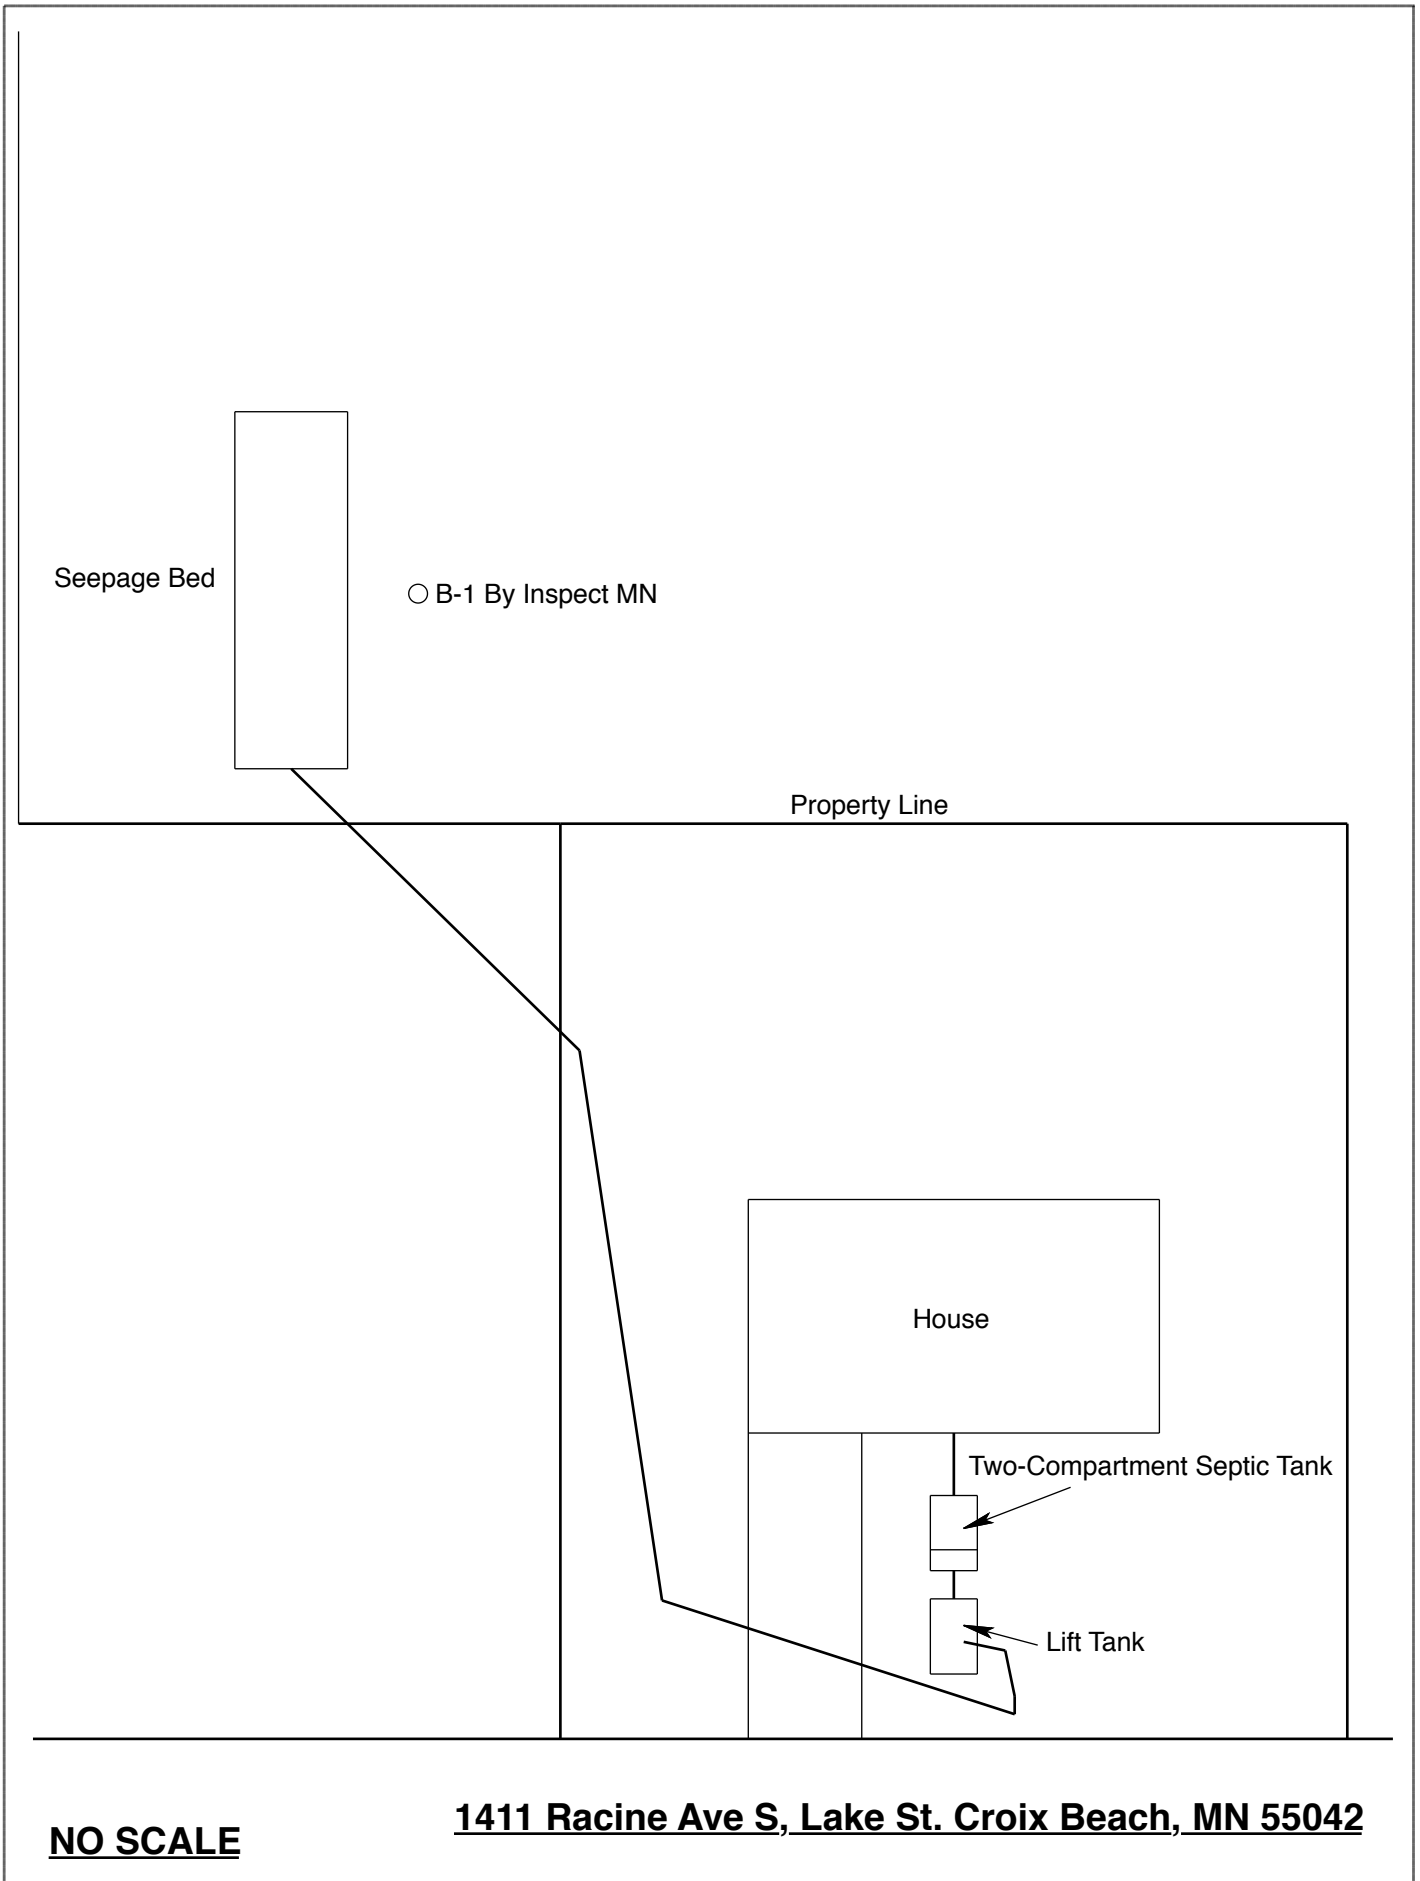 Seepage Bed
B-1 By Inspect MN
Property Line
House
Two-Compartment Septic Tank
Lift Tank
1411 Racine Ave S, Lake St. Croix Beach, MN 55042
NO SCALE